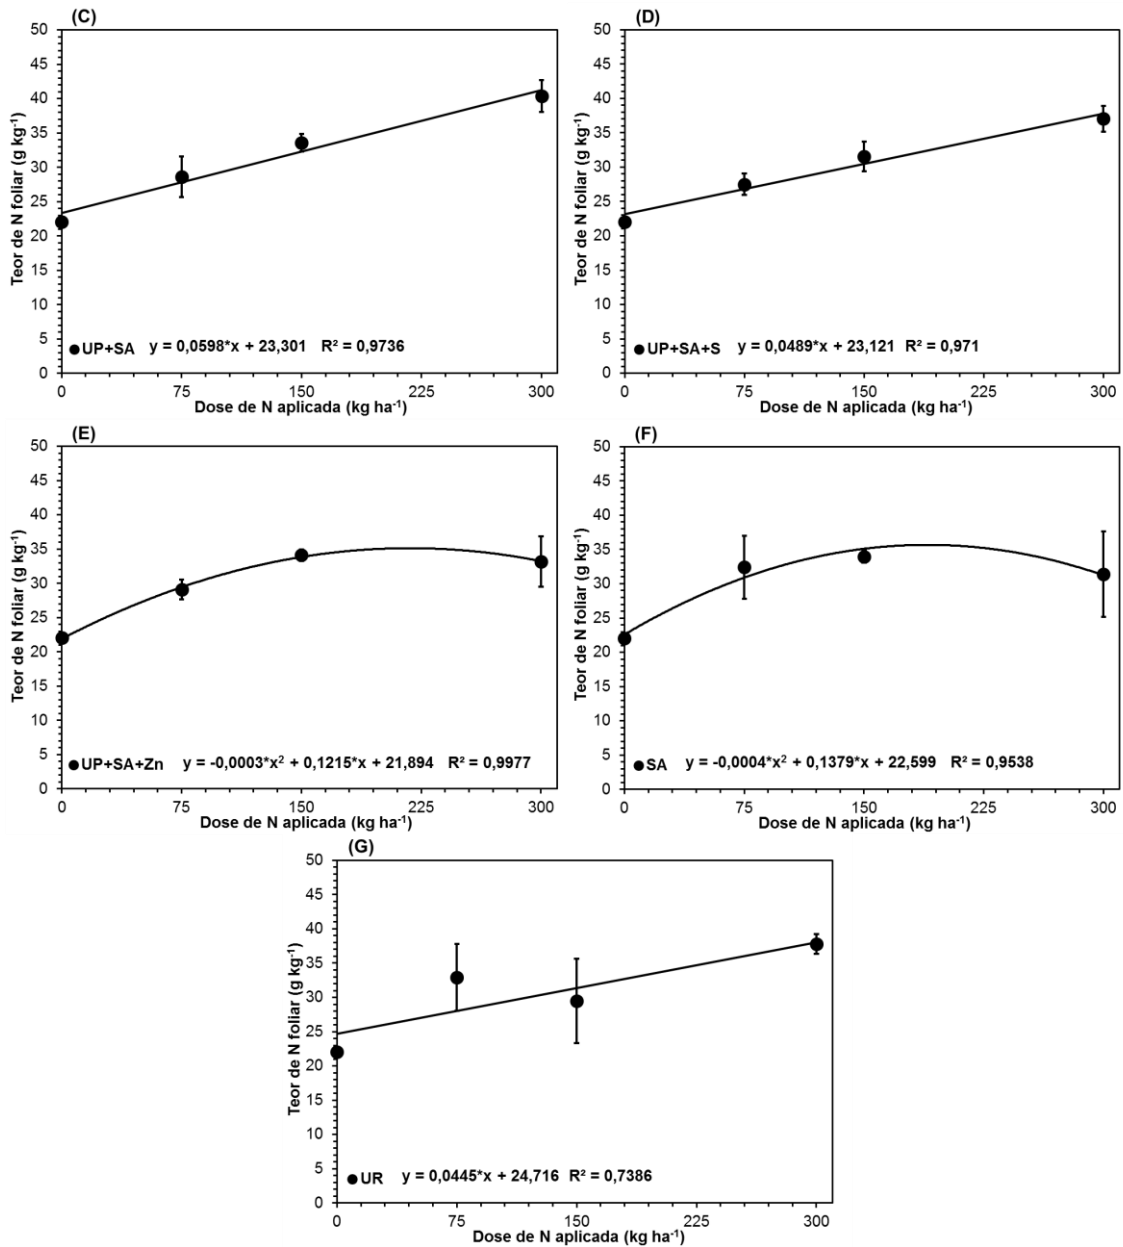 (C)
50
45
40
35
30
25
20
15
10
5
0
Teor de N foliar (g kg⁻¹)
● UP+SA y = 0,0598*x + 23,301 R² = 0,9736
0 75 150 225 300
Dose de N aplicada (kg ha⁻¹)
(D)
50
45
40
35
30
25
20
15
10
5
0
Teor de N foliar (g kg⁻¹)
● UP+SA+S y = 0,0489*x + 23,121 R² = 0,971
0 75 150 225 300
Dose de N aplicada (kg ha⁻¹)
(E)
50
45
40
35
30
25
20
15
10
5
0
Teor de N foliar (g kg⁻¹)
● UP+SA+Zn y = -0,0003*x² + 0,1215*x + 21,894 R² = 0,9977
0 75 150 225 300
Dose de N aplicada (kg ha⁻¹)
(F)
50
45
40
35
30
25
20
15
10
5
0
Teor de N foliar (g kg⁻¹)
● SA y = -0,0004*x² + 0,1379*x + 22,599 R² = 0,9538
0 75 150 225 300
Dose de N aplicada (kg ha⁻¹)
(G)
50
45
40
35
30
25
20
15
10
5
0
Teor de N foliar (g kg⁻¹)
● UR y = 0,0445*x + 24,716 R² = 0,7386
0 75 150 225 300
Dose de N aplicada (kg ha⁻¹)